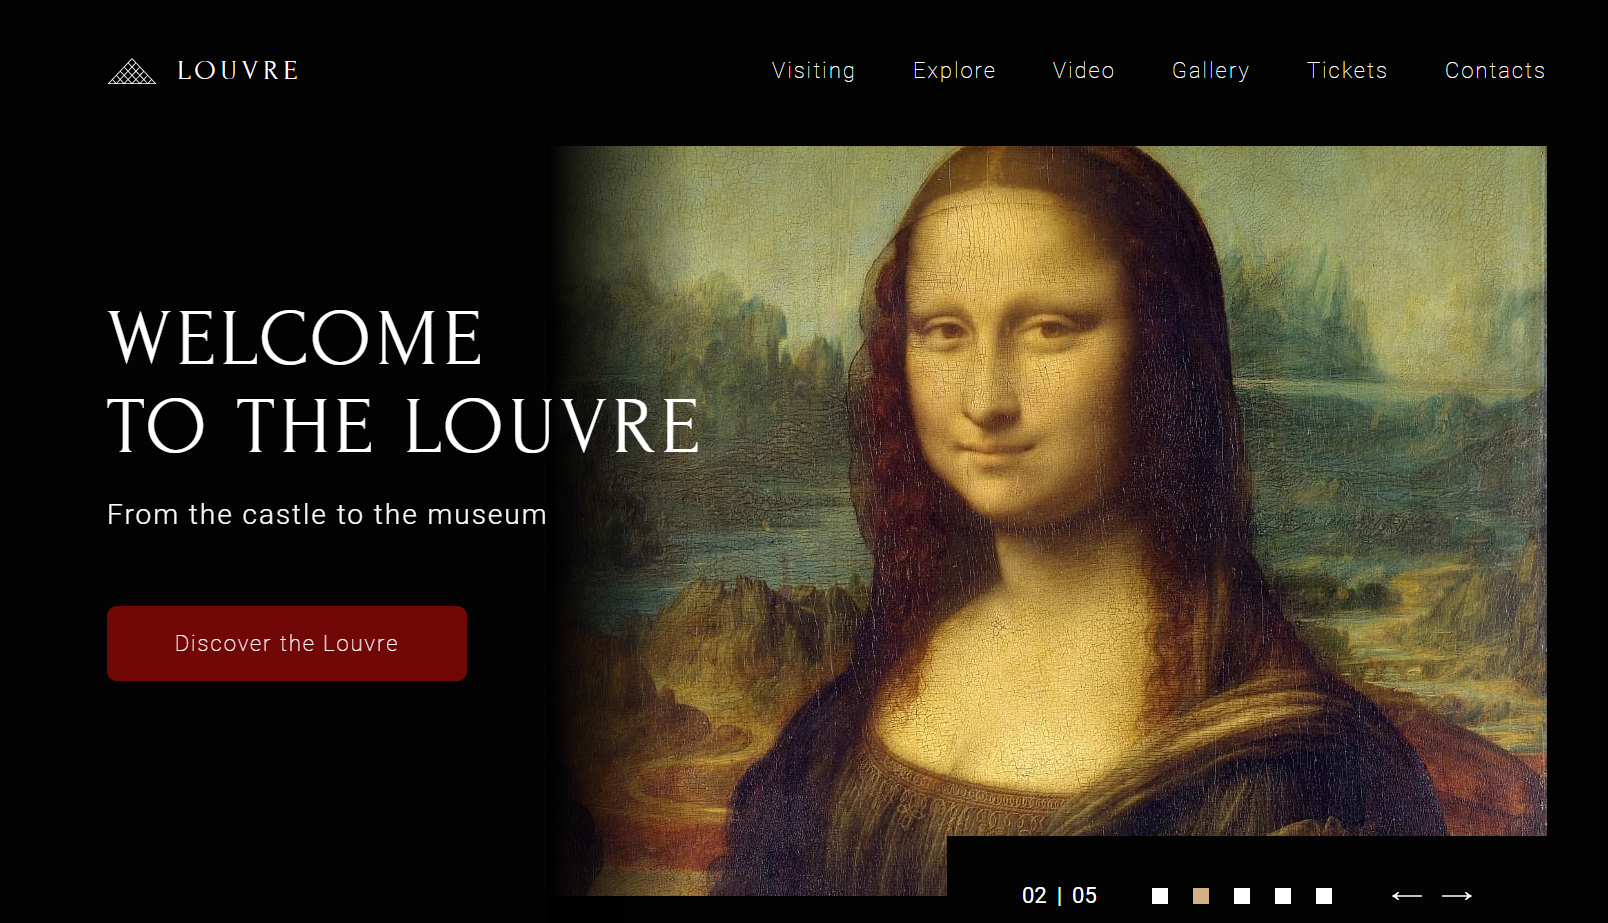 LOUVRE
Visiting Explore Video Gallery Tickets Contacts
WELCOME
TO THE LOUVRE
From the castle to the museum
Discover the Louvre
02 | 05